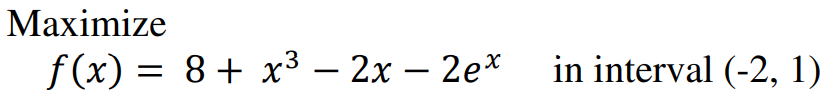 Maximize
f(x) = 8 + x³ − 2x − 2eˣ in interval (-2, 1)